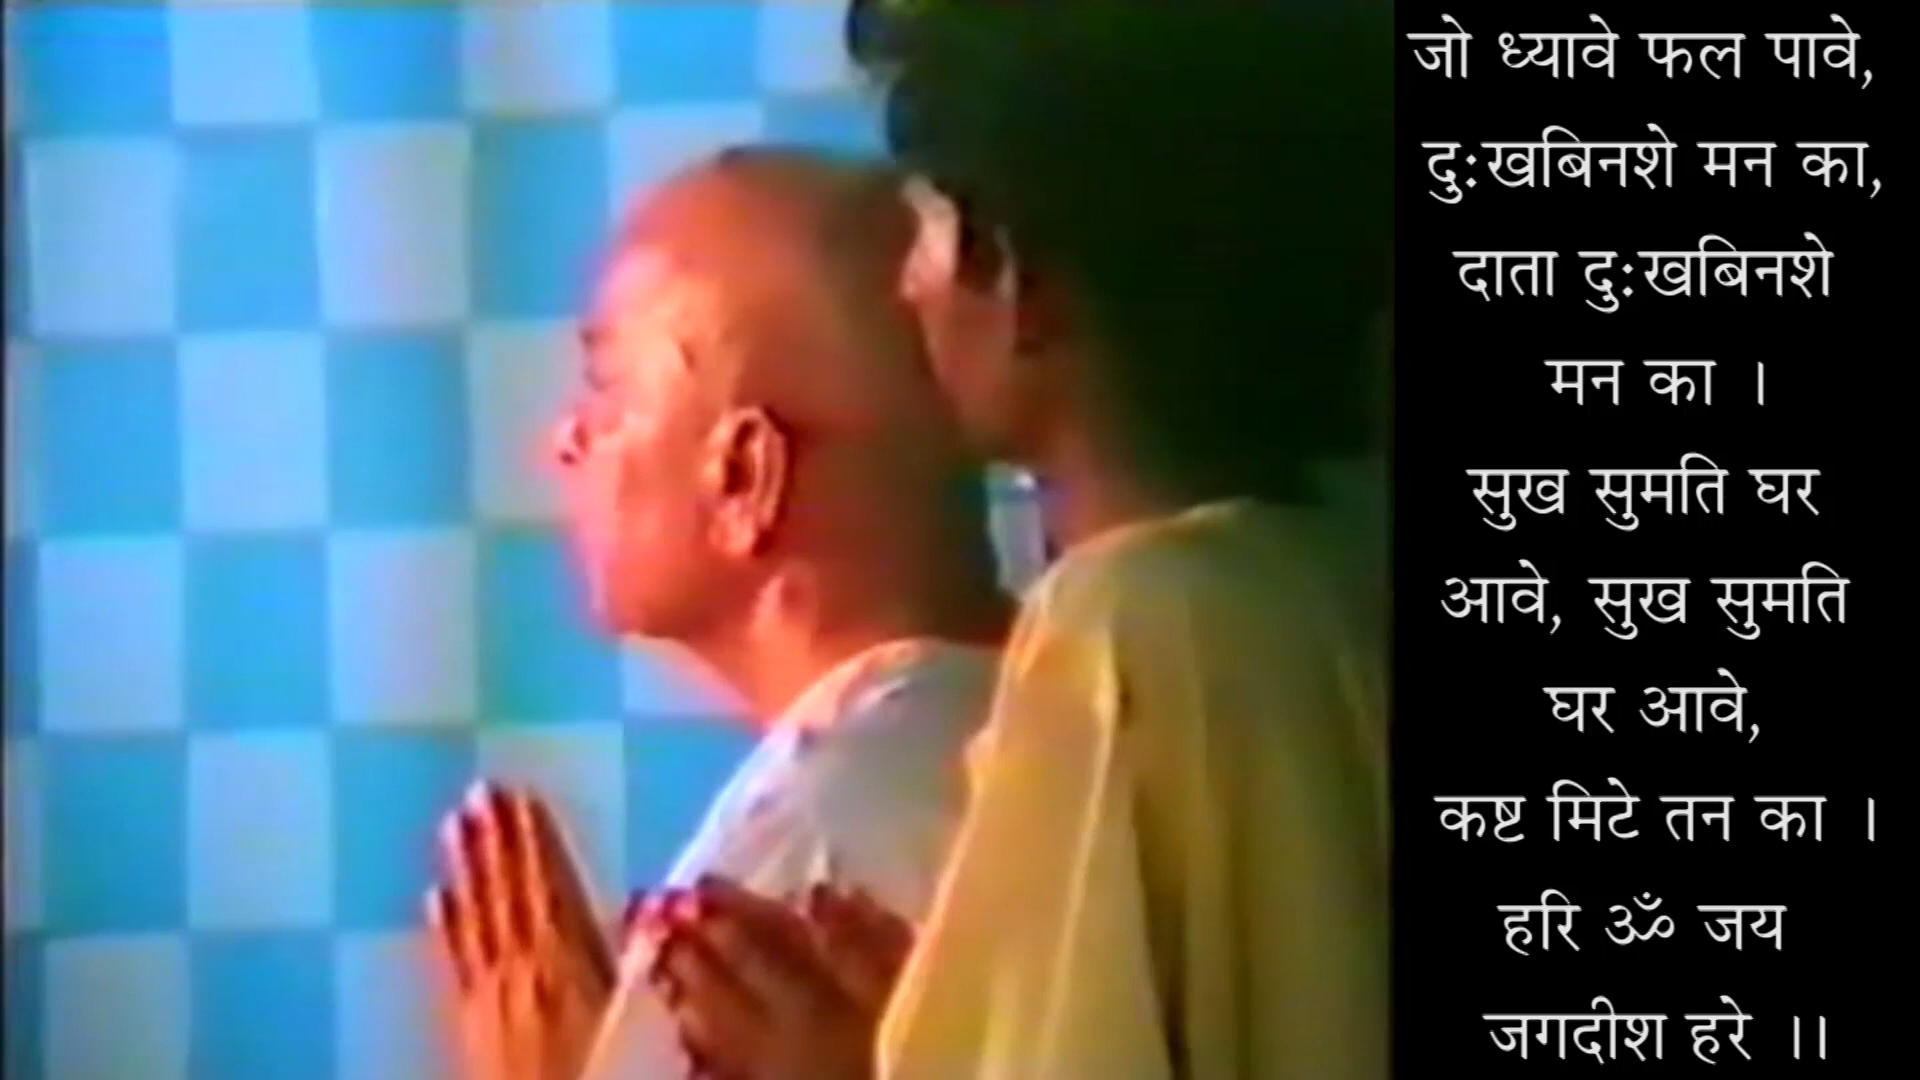 जो ध्यावे फल पावे,
दुःखबिनशे मन का,
दाता दुःखबिनशे
मन का ।
सुख सुमति घर
आवे, सुख सुमति
घर आवे,
कष्ट मिटे तन का ।
हरि ॐ जय
जगदीश हरे ।।